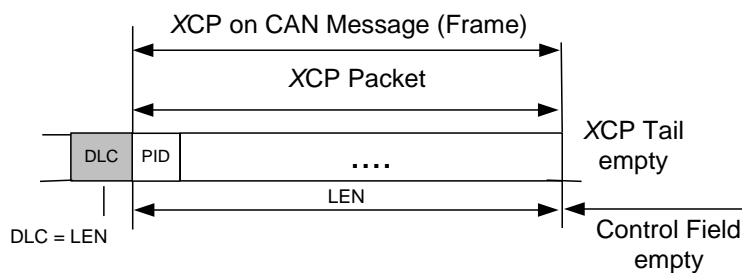 XCP on CAN Message (Frame)
XCP Packet
XCP Tail
empty
DLC
PID
....
LEN
DLC = LEN
Control Field
empty